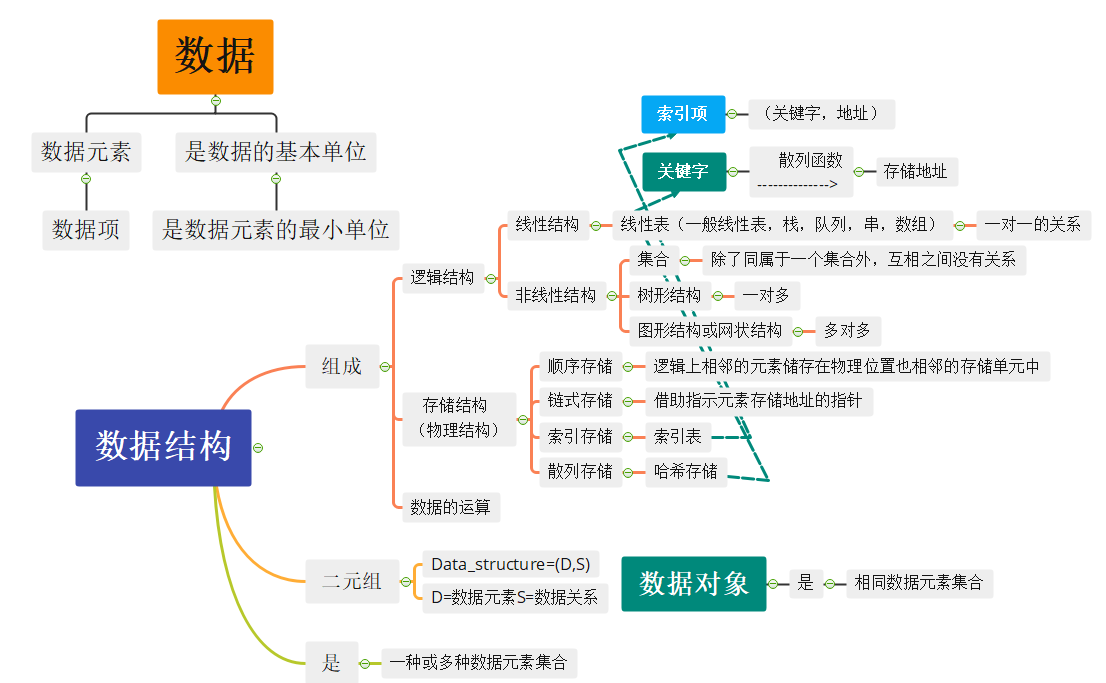 数据
数据元素
是数据的基本单位
数据项
是数据元素的最小单位
索引项
（关键字，地址）
关键字
散列函数
-------------->
存储地址
数据结构
组成
逻辑结构
线性结构
线性表（一般线性表，栈，队列，串，数组）
一对一的关系
非线性结构
集合
除了同属于一个集合外，互相之间没有关系
树形结构
一对多
图形结构或网状结构
多对多
存储结构
（物理结构）
顺序存储
逻辑上相邻的元素储存在物理位置也相邻的存储单元中
链式存储
借助指示元素存储地址的指针
索引存储
索引表
散列存储
哈希存储
数据的运算
二元组
Data_structure=(D,S)
D=数据元素S=数据关系
是
一种或多种数据元素集合
数据对象
是
相同数据元素集合